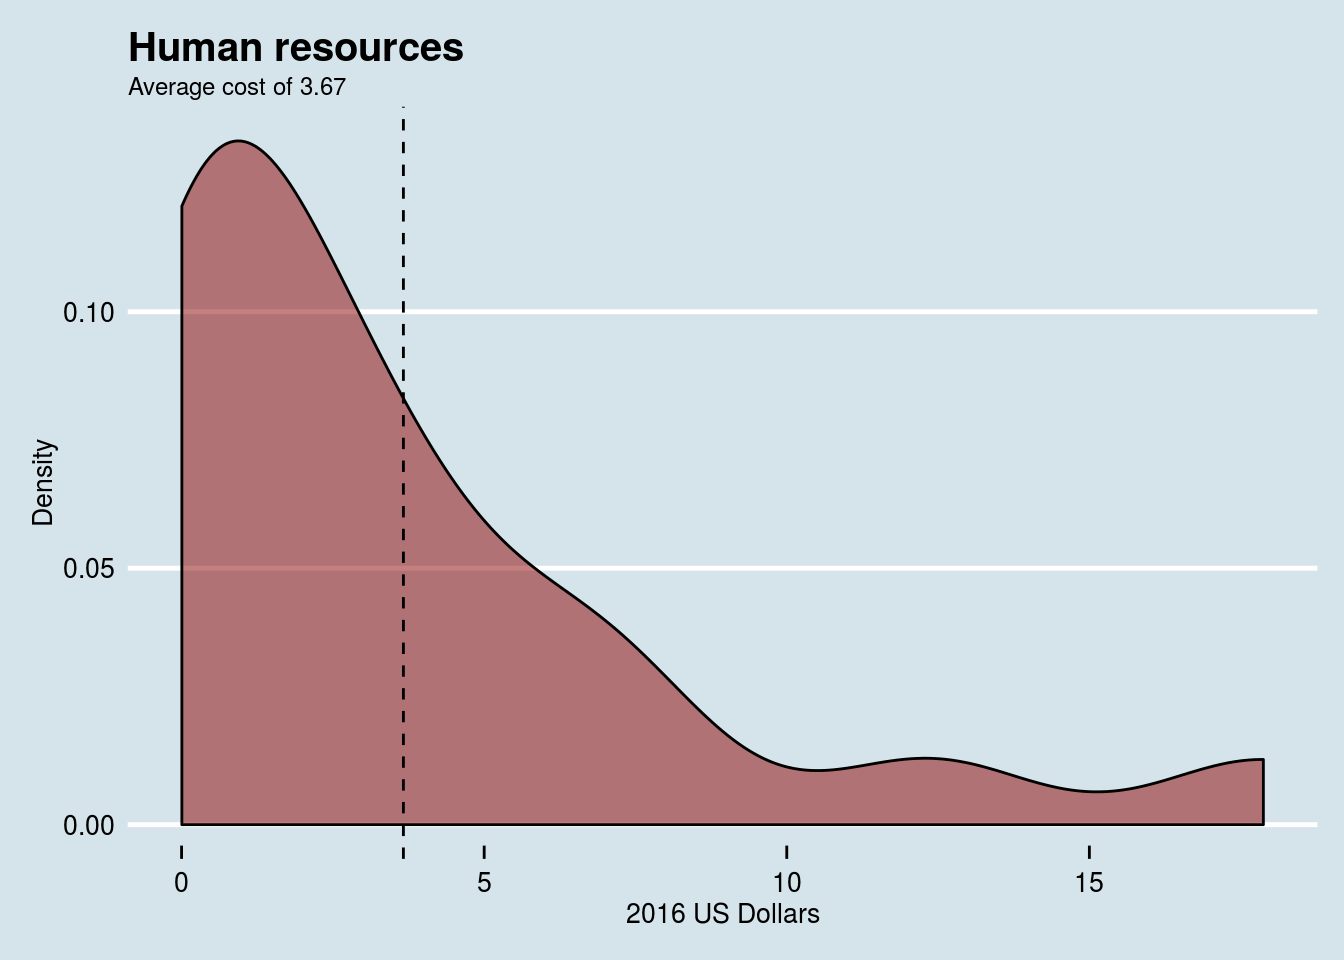 Human resources
Average cost of 3.67
0.10
0.05
0.00
Density
0 5 10 15
2016 US Dollars